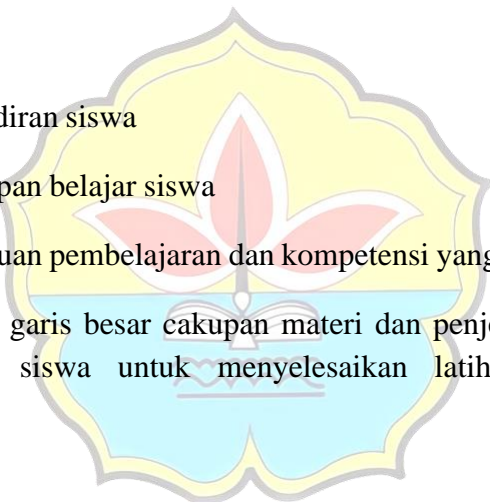 diran siswa
pan belajar siswa
uan pembelajaran dan kompetensi yang
garis besar cakupan materi dan penj
siswa untuk menyelesaikan latih